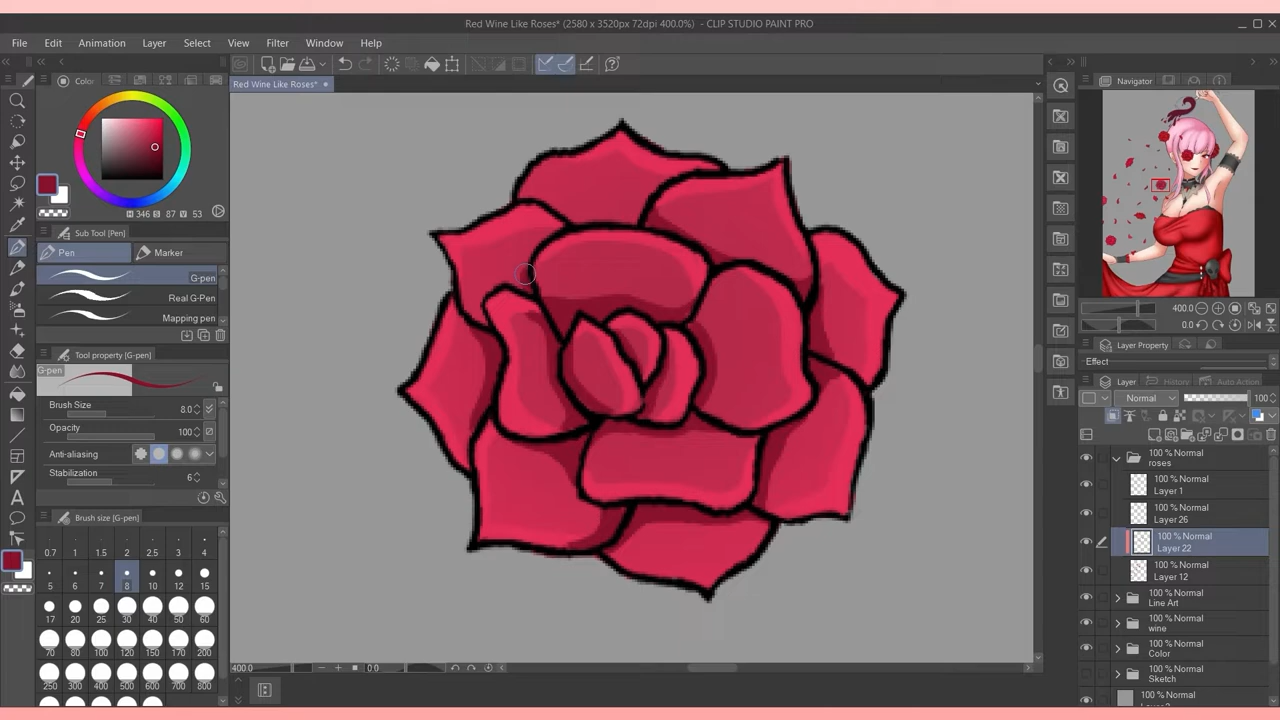 Red Wine Like Roses* (2580 x 3520px 72dpi 400.0%) - CLIP STUDIO PAINT PRO
File Edit Animation Layer Select View Filter Window Help
Color
Red Wine Like Roses*
Navigator
H 346 S 87 V 53
Sub Tool [Pen]
Pen Marker
G-pen
Real G-Pen
Mapping pen
Tool property [G-pen]
G-pen
Brush Size 8.0
Opacity 100
Anti-aliasing
Stabilization 6
Brush size [G-pen]
0.7 1 1.5 2 2.5 3 4
5 6 7 8 10 12 15
17 20 25 30 40 50 60
70 80 100 120 150 170 200
250 300 400 500 600 700 800
400.0
0.0
Layer Property
Effect
Layer History Auto Action
Normal 100
100 % Normal
roses
100 % Normal
Layer 1
100 % Normal
Layer 26
100 % Normal
Layer 22
100 % Normal
Layer 12
100 % Normal
Line Art
100 % Normal
wine
100 % Normal
Color
100 % Normal
Sketch
100 % Normal
400.0 0.0